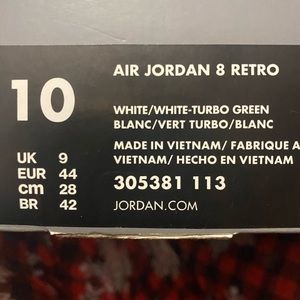 AIR JORDAN 8 RETRO
10
WHITE/WHITE-TURBO GREEN
BLANC/VERT TURBO/BLANC
MADE IN VIETNAM/ FABRIQUE A
VIETNAM/ HECHO EN VIETNAM
UK 9
EUR 44
cm 28
BR 42
305381 113
JORDAN.COM